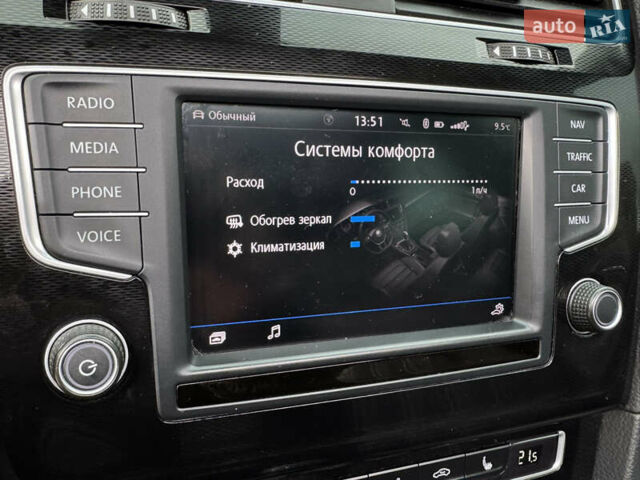 auto RIA
RADIO
MEDIA
PHONE
VOICE
NAV
TRAFFIC
CAR
MENU
Обычный 13:51 9.5°C
Системы комфорта
Расход
0 1л/ч
Обогрев зеркал
Климатизация
21,5